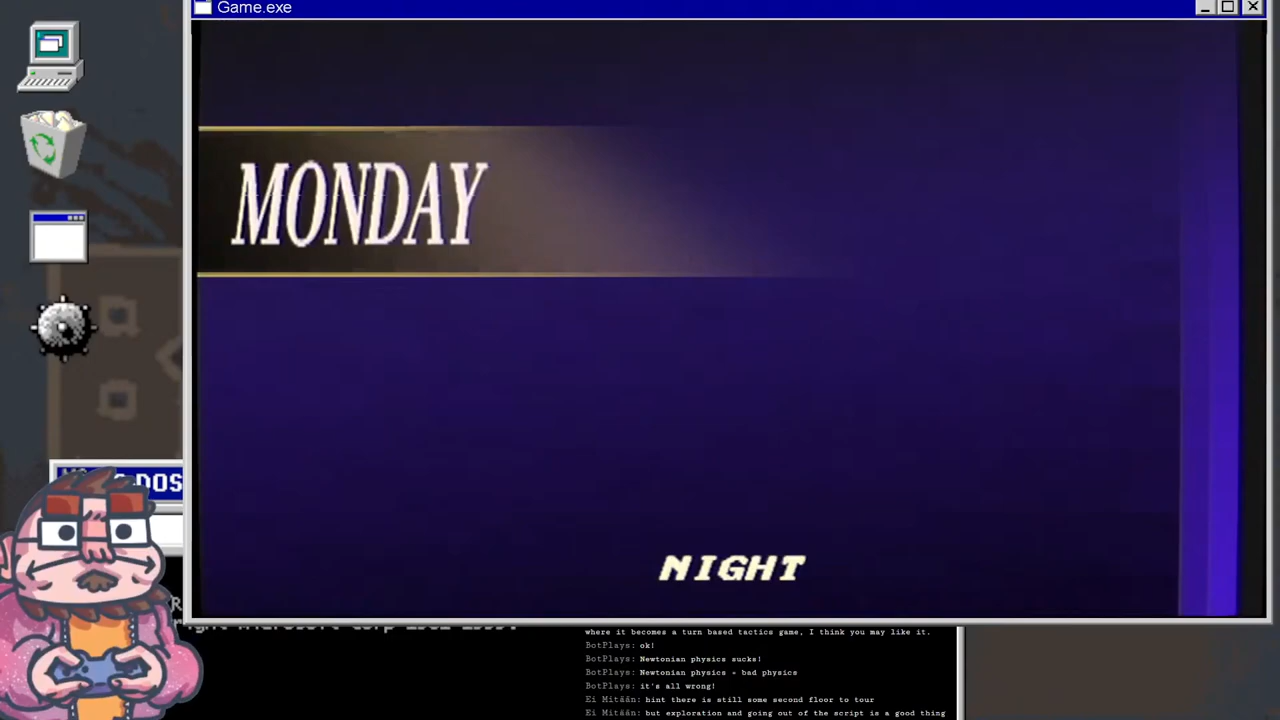 Game.exe
MONDAY
NIGHT
DOS
where it becomes a turn based tactics game, I think you may like it.
BotPlays: ok!
BotPlays: Newtonian physics sucks!
BotPlays: Newtonian physics = bad physics
BotPlays: it's all wrong!
Ei Mitään: hint there is still some second floor to tour
Ei Mitään: but exploration and going out of the script is a good thing